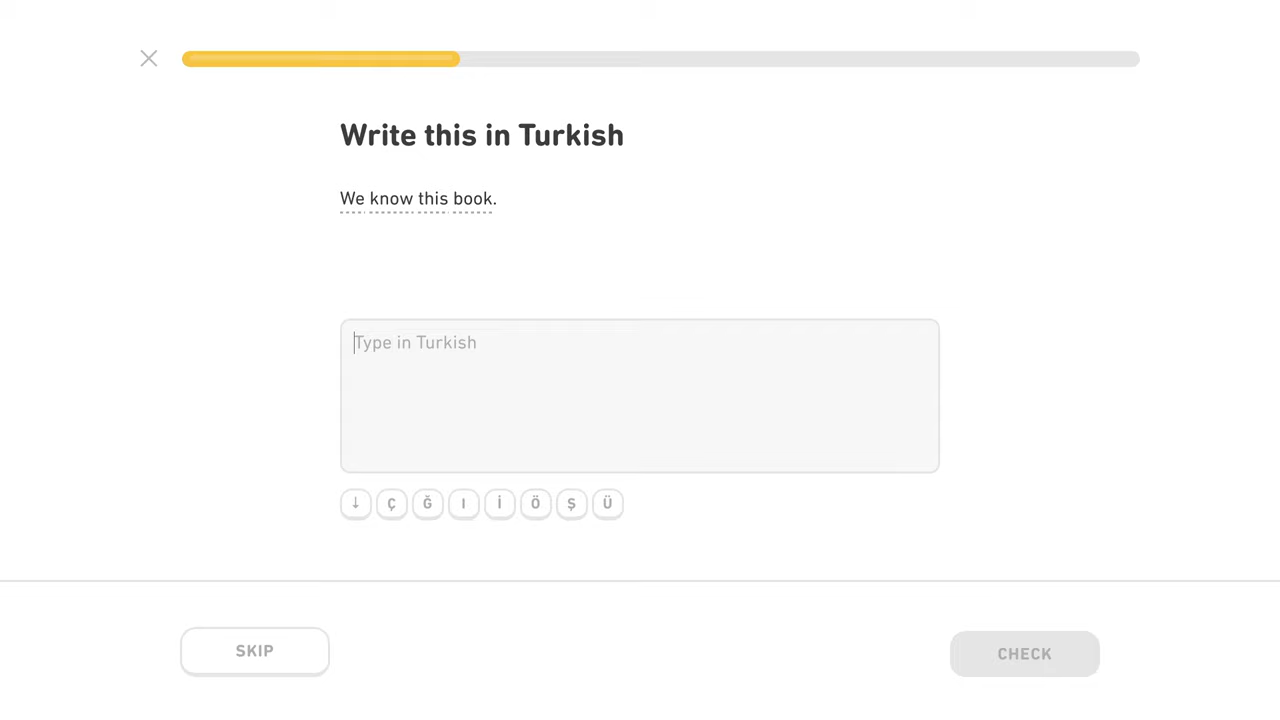 Write this in Turkish
We know this book.
Type in Turkish
↓ Ç Ğ I İ Ö Ş Ü
SKIP
CHECK